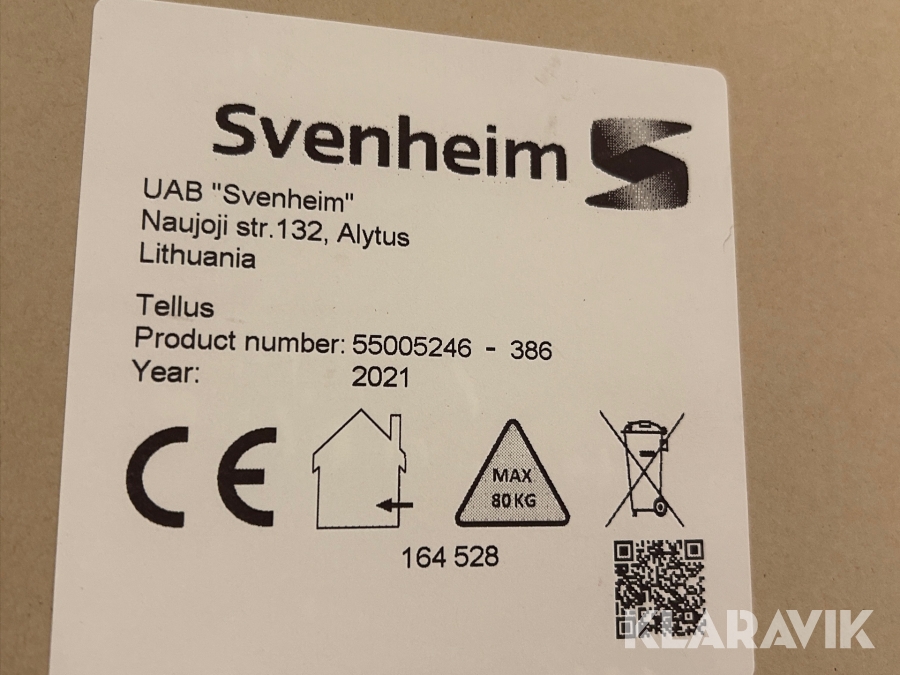 Svenheim
UAB "Svenheim"
Naujoji str.132, Alytus
Lithuania
Tellus
Product number: 55005246 - 386
Year: 2021
CE
MAX
80 KG
164 528
KLARAVIK